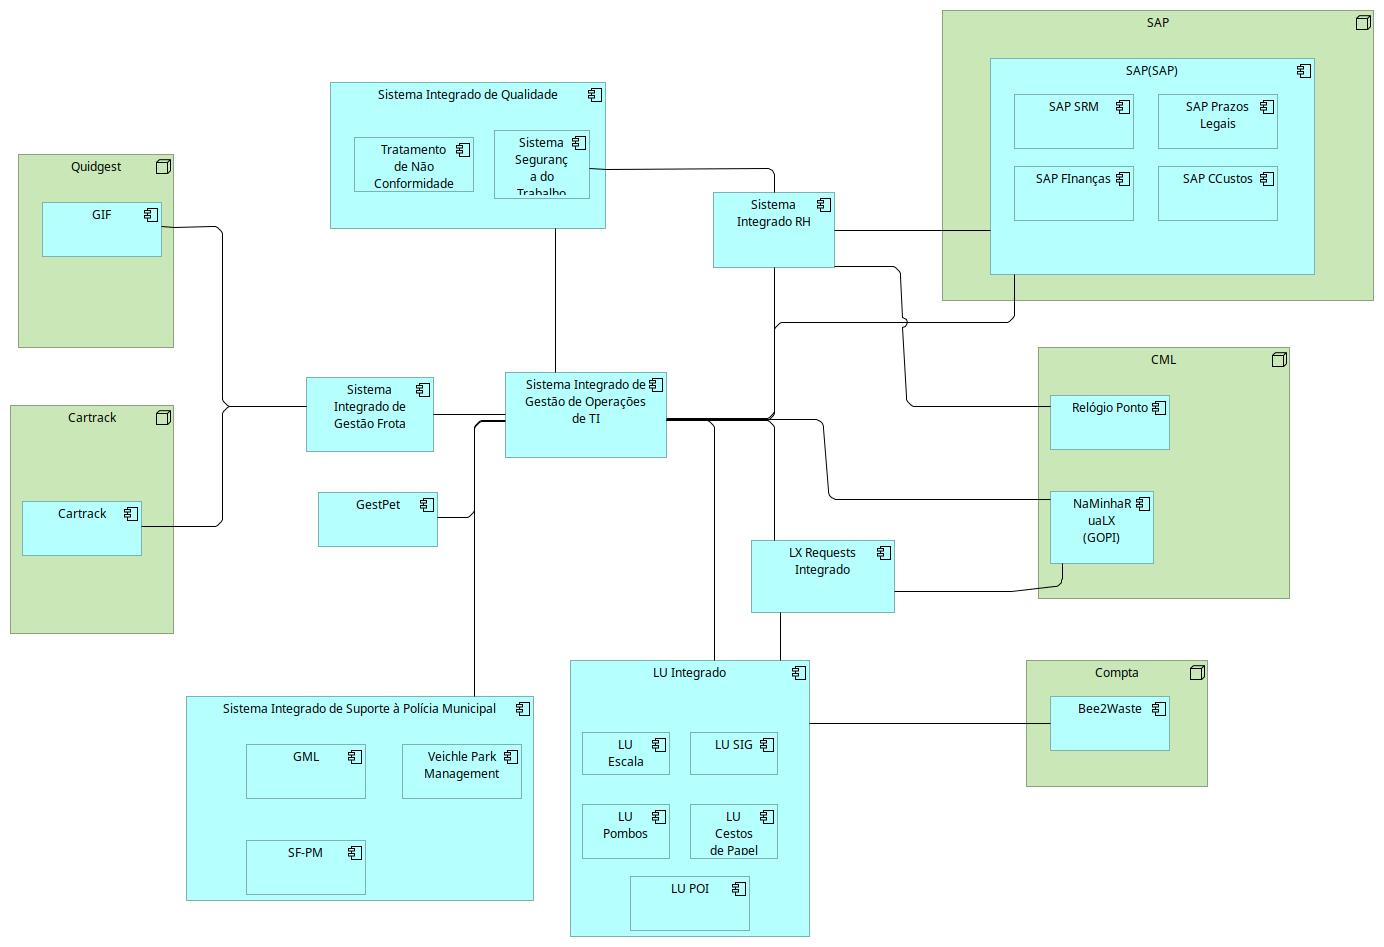 SAP
SAP(SAP)
SAP SRM
SAP Prazos
Legais
SAP FInanças
SAP CCustos
Sistema Integrado de Qualidade
Tratamento
de Não
Conformidade
Sistema
Seguranç
a do
Trabalho
Quidgest
GIF
Sistema
Integrado RH
CML
Relógio Ponto
NaMinhaR
uaLX
(GOPI)
Sistema
Integrado de
Gestão Frota
Sistema Integrado de
Gestão de Operações
de TI
Cartrack
Cartrack
GestPet
LX Requests
Integrado
LU Integrado
LU
Escala
LU SIG
LU
Pombos
LU
Cestos
de Papel
LU POI
Compta
Bee2Waste
Sistema Integrado de Suporte à Polícia Municipal
GML
Veichle Park
Management
SF-PM